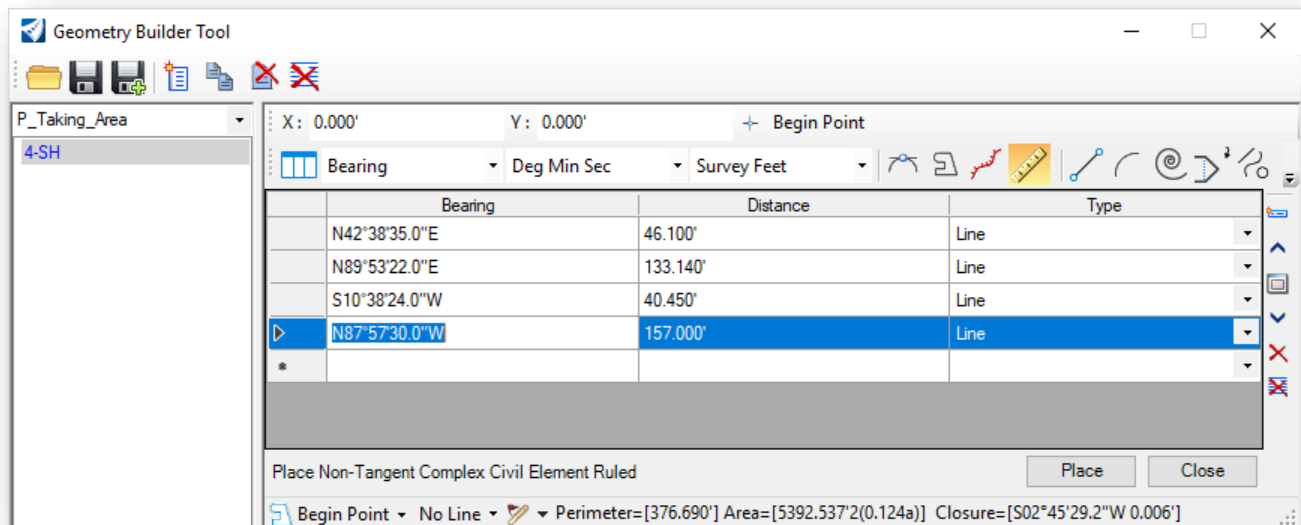 Geometry Builder Tool
P_Taking_Area
X: 0.000' Y: 0.000' Begin Point
4-SH
Bearing Deg Min Sec Survey Feet
Bearing Distance Type
N42°38'35.0"E 46.100' Line
N89°53'22.0"E 133.140' Line
S10°38'24.0"W 40.450' Line
N87°57'30.0"W 157.000' Line
*
Place Non-Tangent Complex Civil Element Ruled Place Close
Begin Point No Line Perimeter=[376.690'] Area=[5392.537'2(0.124a)] Closure=[S02°45'29.2"W 0.006']